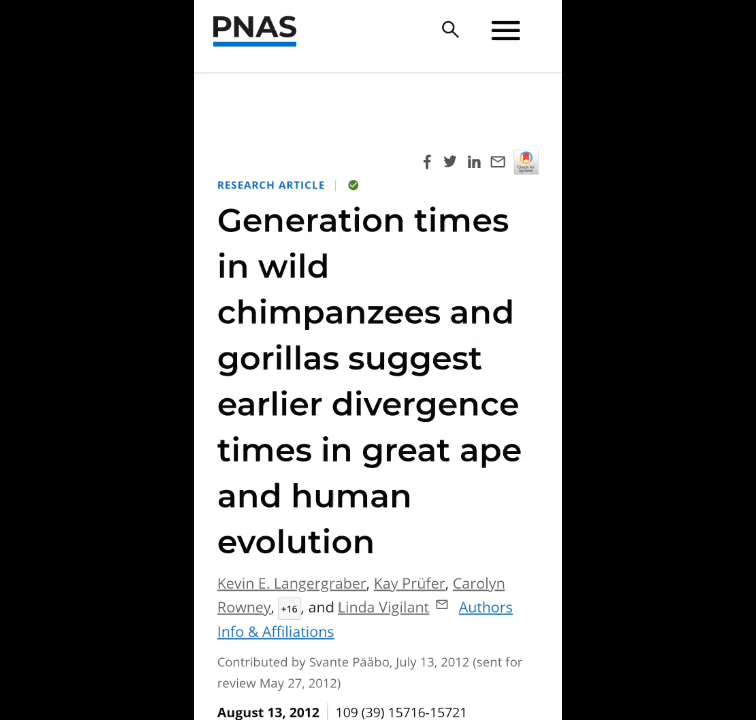 PNAS
RESEARCH ARTICLE
Generation times
in wild
chimpanzees and
gorillas suggest
earlier divergence
times in great ape
and human
evolution
Kevin E. Langergraber, Kay Prüfer, Carolyn
Rowney, +16, and Linda Vigilant Authors
Info & Affiliations
Contributed by Svante Pääbo, July 13, 2012 (sent for
review May 27, 2012)
August 13, 2012 | 109 (39) 15716-15721